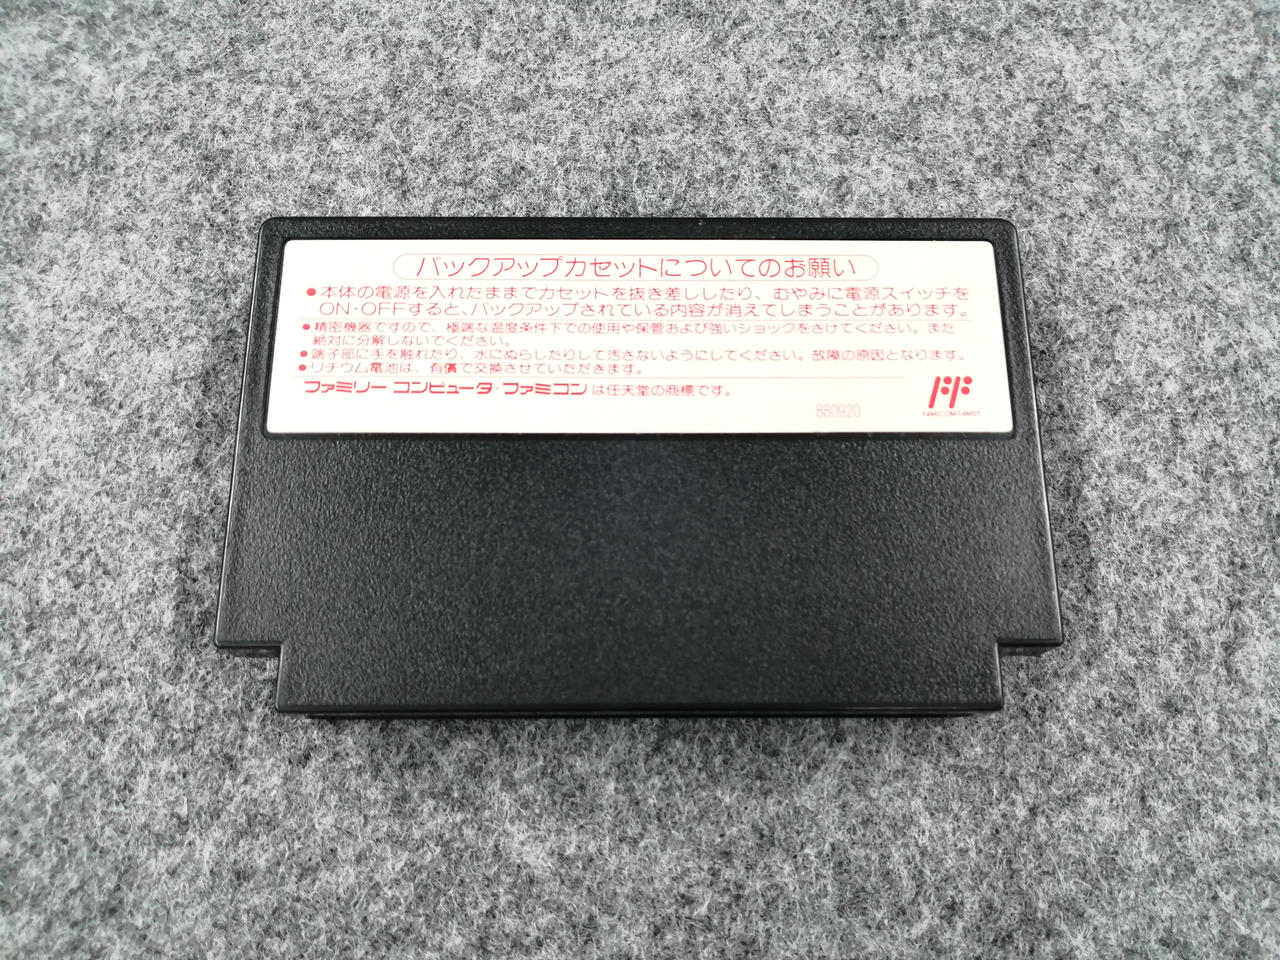 バックアップカセットについてのお願い
●本体の電源を入れたままでカセットを抜き差ししたり、むやみに電源スイッチを
ON・OFFすると、バックアップされている内容が消えてしまうことがあります。
●精密機器ですので、極端な温度条件下での使用や保管および強いショックをさけてください。また
絶対に分解しないでください。
●端子部に手を触れたり、水にぬらしたりして汚さないようにしてください。故障の原因となります。
●リチウム電池は、有償で交換させていただきます。
ファミリー コンピュータ・ファミコンは任天堂の商標です。
880920
FAMICOM FAMILY